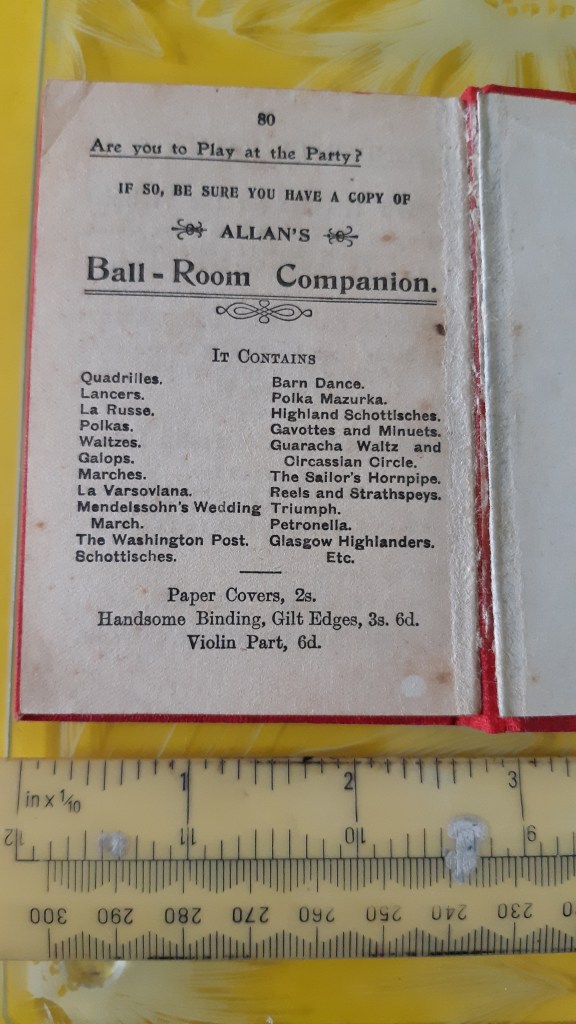 80
Are you to Play at the Party?
IF SO, BE SURE YOU HAVE A COPY OF
ALLAN'S
Ball - Room Companion.
IT CONTAINS
Quadrilles.
Lancers.
La Russe.
Polkas.
Waltzes.
Galops.
Marches.
La Varsoviana.
Mendelssohn's Wedding
March.
The Washington Post.
Schottisches.
Barn Dance.
Polka Mazurka.
Highland Schottisches.
Gavottes and Minuets.
Guaracha Waltz and
Circassian Circle.
The Sailor's Hornpipe.
Reels and Strathspeys.
Triumph.
Petronella.
Glasgow Highlanders.
Etc.
Paper Covers, 2s.
Handsome Binding, Gilt Edges, 3s. 6d.
Violin Part, 6d.
1 2 3
in x 1/10
12 11 10 9
300 290 280 270 260 250 240 230